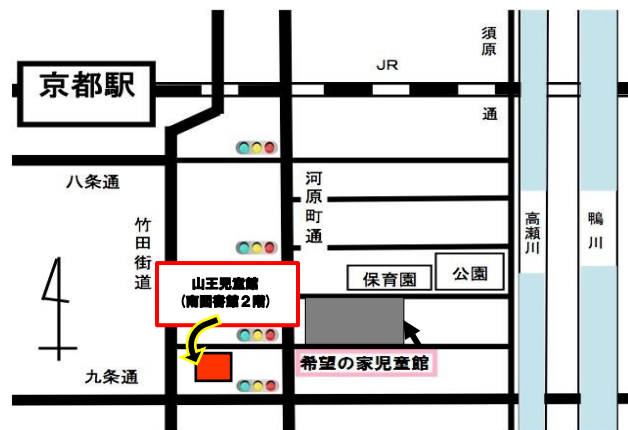 須原
JR
京都駅
通
八条通
河原町通
竹田街道
高瀬川
鴨川
公園
保育園
山王児童館
(南図書館2階)
希望の家児童館
九条通